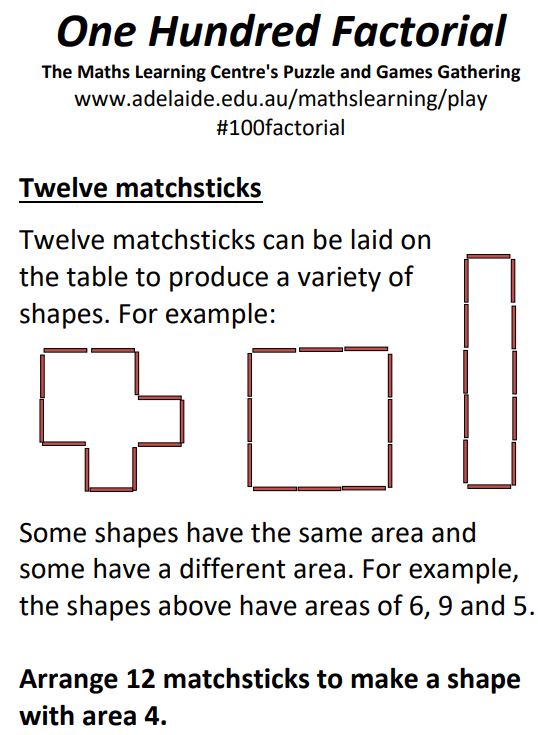 One Hundred Factorial
The Maths Learning Centre's Puzzle and Games Gathering
www.adelaide.edu.au/mathslearning/play
#100factorial
Twelve matchsticks
Twelve matchsticks can be laid on
the table to produce a variety of
shapes. For example:
Some shapes have the same area and
some have a different area. For example,
the shapes above have areas of 6, 9 and 5.
Arrange 12 matchsticks to make a shape
with area 4.